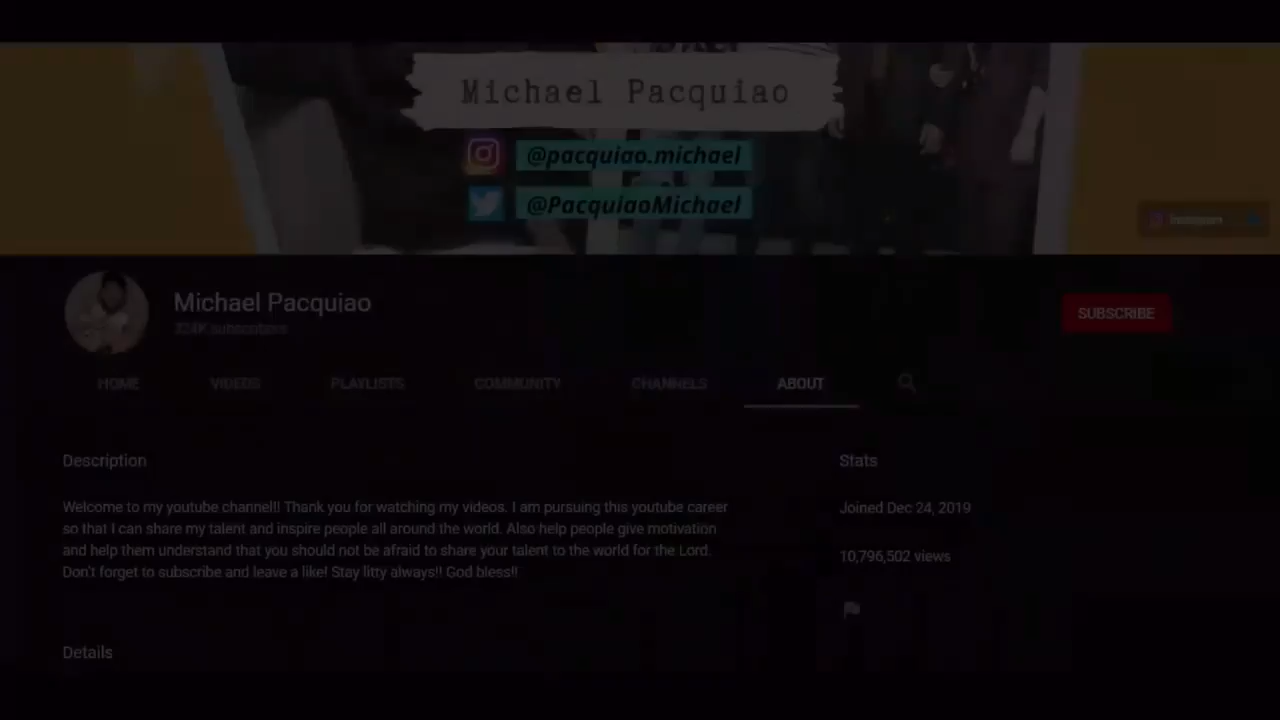 Michael Pacquiao
@pacquiao.michael
@PacquiaoMichael
Instagram
Michael Pacquiao
subscribers
SUBSCRIBE
HOME VIDEOS PLAYLISTS COMMUNITY CHANNELS ABOUT
Description
Stats
Welcome to my youtube channel!! Thank you for watching my videos. I am pursuing this youtube career
so that I can share my talent and inspire people all around the world. Also help people give motivation
and help them understand that you should not be afraid to share your talent to the world for the Lord.
Don't forget to subscribe and leave a like! Stay litty always!! God bless!!
Joined Dec 24, 2019
10,796,502 views
Details